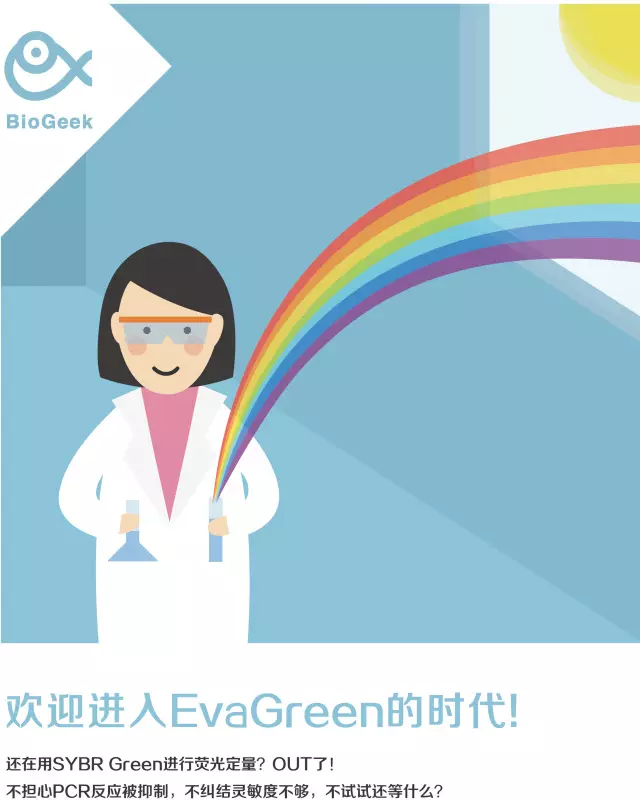 BioGeek
欢迎进入EvaGreen的时代!
还在用SYBR Green进行荧光定量？OUT了!
不担心PCR反应被抑制，不纠结灵敏度不够，不试试还等什么？